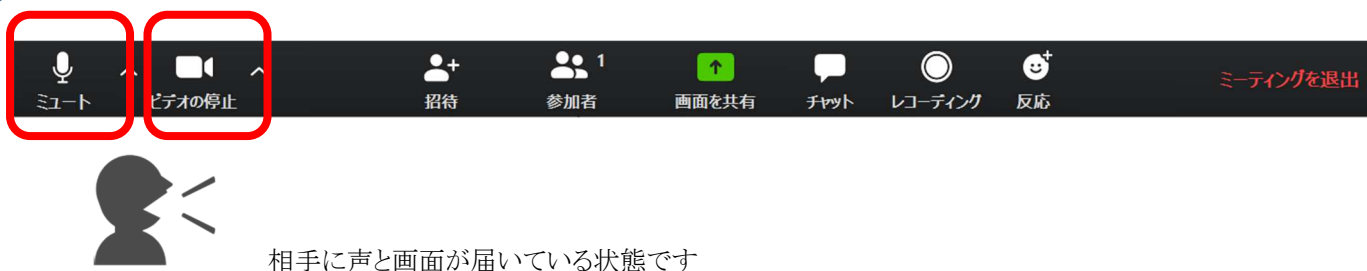 1
ミュート ビデオの停止 招待 参加者 画面を共有 チャット レコーディング 反応 ミーティングを退出
相手に声と画面が届いている状態です